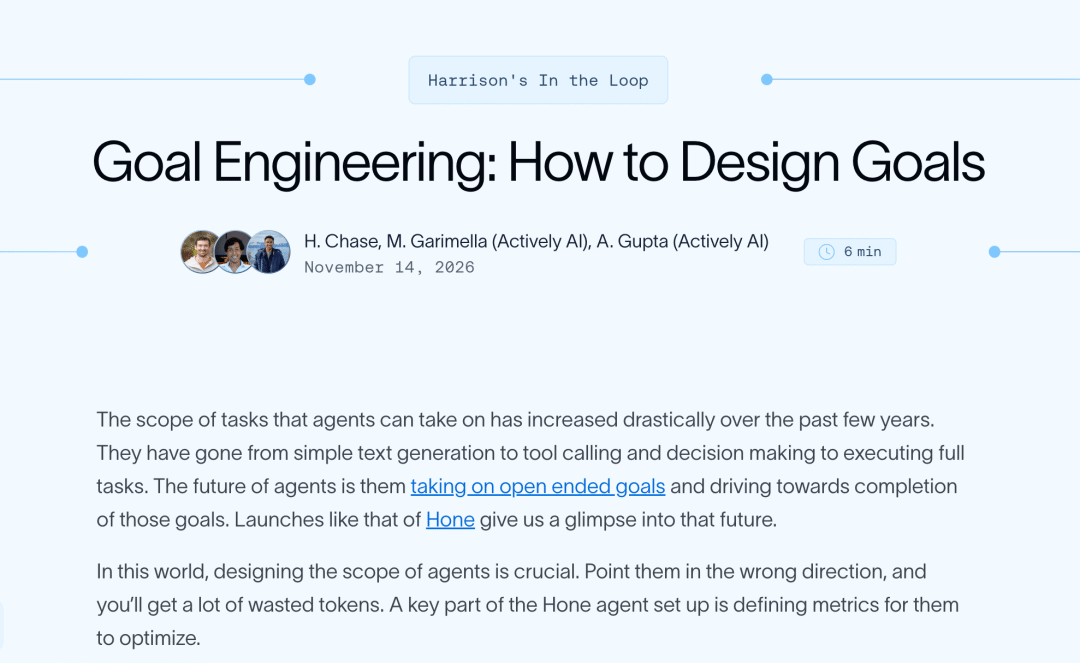 Harrison's In the Loop
Goal Engineering: How to Design Goals
H. Chase, M. Garimella (Actively AI), A. Gupta (Actively AI)
November 14, 2026
6 min
The scope of tasks that agents can take on has increased drastically over the past few years.
They have gone from simple text generation to tool calling and decision making to executing full
tasks. The future of agents is them taking on open ended goals and driving towards completion
of those goals. Launches like that of Hone give us a glimpse into that future.
In this world, designing the scope of agents is crucial. Point them in the wrong direction, and
you’ll get a lot of wasted tokens. A key part of the Hone agent set up is defining metrics for them
to optimize.